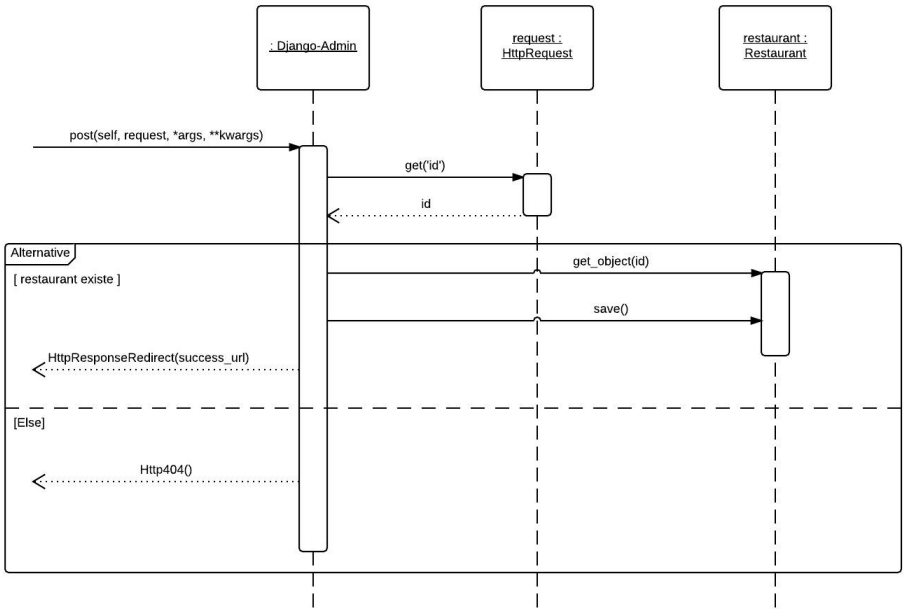 : Django-Admin
request :
HttpRequest
restaurant :
Restaurant
post(self, request, *args, **kwargs)
get('id')
id
Alternative
[ restaurant existe ]
get_object(id)
save()
HttpResponseRedirect(success_url)
[Else]
Http404()